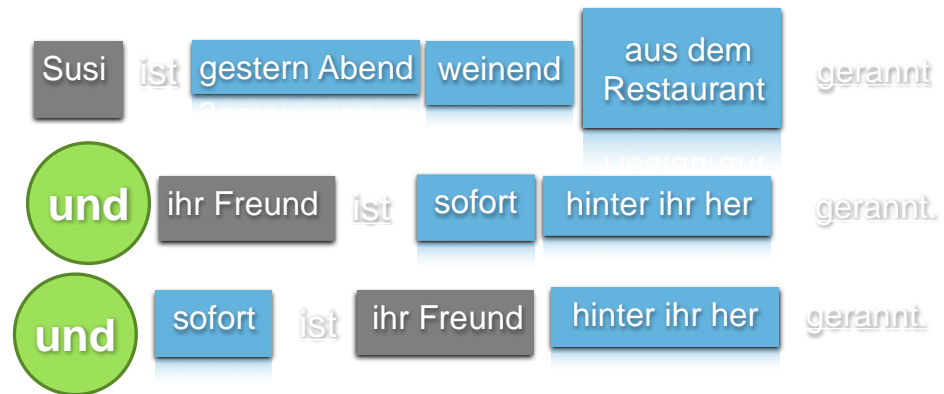 Susi ist gestern Abend weinend aus dem Restaurant gerannt
und ihr Freund ist sofort hinter ihr her gerannt.
und sofort ist ihr Freund hinter ihr her gerannt.